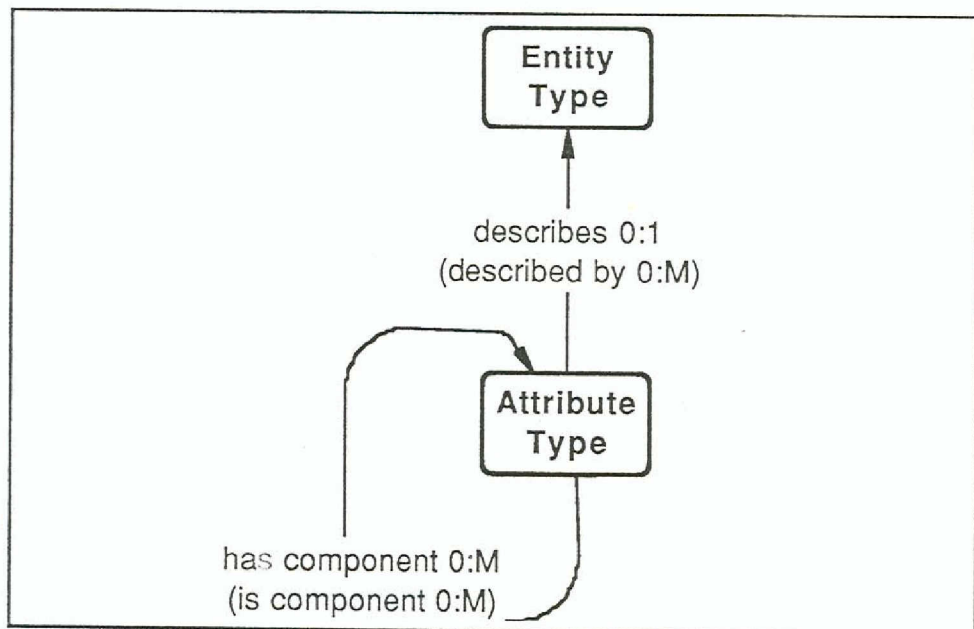 Entity
Type
describes 0:1
(described by 0:M)
Attribute
Type
has component 0:M
(is component 0:M)